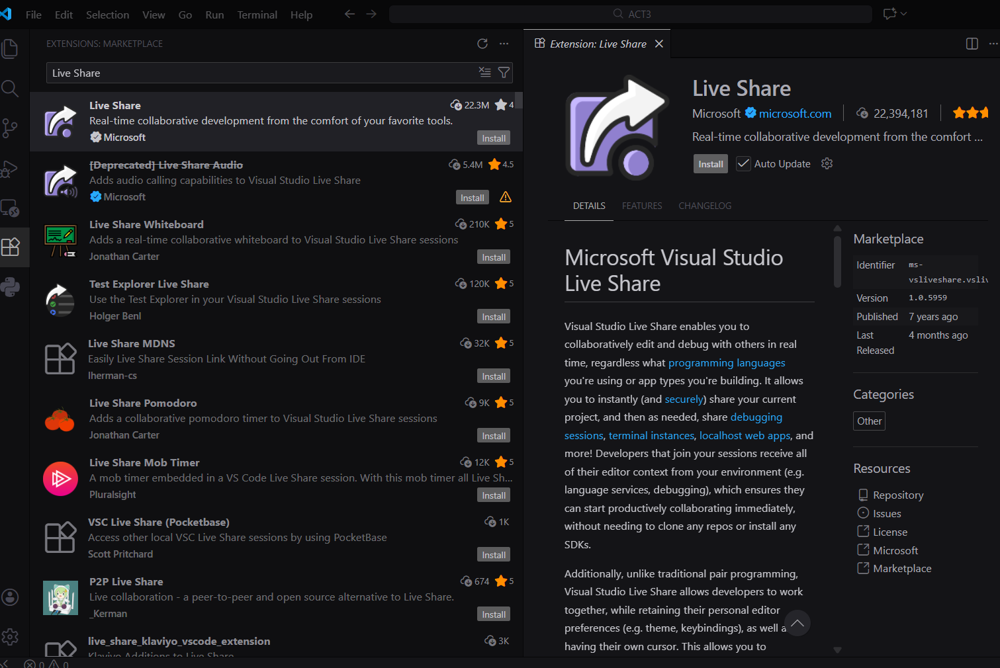 File Edit Selection View Go Run Terminal Help
ACT3
EXTENSIONS: MARKETPLACE
Live Share
Live Share 22.3M 4
Real-time collaborative development from the comfort of your favorite tools.
Microsoft Install
[Deprecated] Live Share Audio 5.4M 4.5
Adds audio calling capabilities to Visual Studio Live Share
Microsoft Install
Live Share Whiteboard 210K 5
Adds a real-time collaborative whiteboard to Visual Studio Live Share sessions
Jonathan Carter Install
Test Explorer Live Share 120K 5
Use the Test Explorer in your Visual Studio Live Share sessions
Holger Benl Install
Live Share MDNS 32K 5
Easily Live Share Session Link Without Going Out From IDE
lherman-cs Install
Live Share Pomodoro 9K 5
Adds a collaborative pomodoro timer to Visual Studio Live Share sessions
Jonathan Carter Install
Live Share Mob Timer 12K 5
A mob timer embedded in a VS Code Live Share session. With this mob timer all Live Sh...
Pluralsight Install
VSC Live Share (Pocketbase) 1K
Access other local VSC Live Share sessions by using PocketBase
Scott Pritchard Install
P2P Live Share 674 5
Live collaboration - a peer-to-peer and open source alternative to Live Share.
_Kerman Install
live_share_klaviyo_vscode_extension 3K
Klaviyo Additions to Live Share
0 0
Extension: Live Share
Live Share
Microsoft microsoft.com 22,394,181
Real-time collaborative development from the comfort ...
Install Auto Update
DETAILS FEATURES CHANGELOG
Microsoft Visual Studio
Live Share
Visual Studio Live Share enables you to
collaboratively edit and debug with others in real
time, regardless what programming languages
you're using or app types you're building. It allows
you to instantly (and securely) share your current
project, and then as needed, share debugging
sessions, terminal instances, localhost web apps, and
more! Developers that join your sessions receive all
of their editor context from your environment (e.g.
language services, debugging), which ensures they
can start productively collaborating immediately,
without needing to clone any repos or install any
SDKs.
Additionally, unlike traditional pair programming,
Visual Studio Live Share allows developers to work
together, while retaining their personal editor
preferences (e.g. theme, keybindings), as well a
having their own cursor. This allows you to
Marketplace
Identifier ms-
vsliveshare.vsliv
Version 1.0.5959
Published 7 years ago
Last 4 months ago
Released
Categories
Other
Resources
Repository
Issues
License
Microsoft
Marketplace